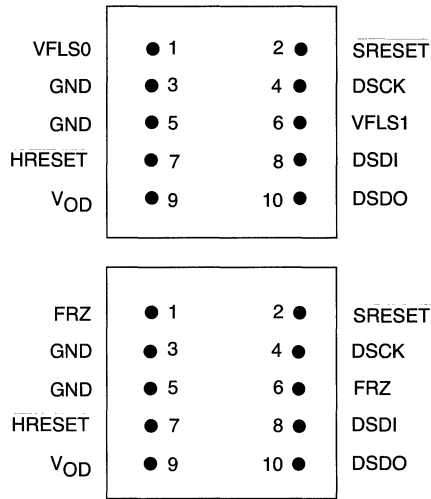 VFLS0 1 2 SRESET
GND 3 4 DSCK
GND 5 6 VFLS1
HRESET 7 8 DSDI
VOD 9 10 DSDO
FRZ 1 2 SRESET
GND 3 4 DSCK
GND 5 6 FRZ
HRESET 7 8 DSDI
VOD 9 10 DSDO